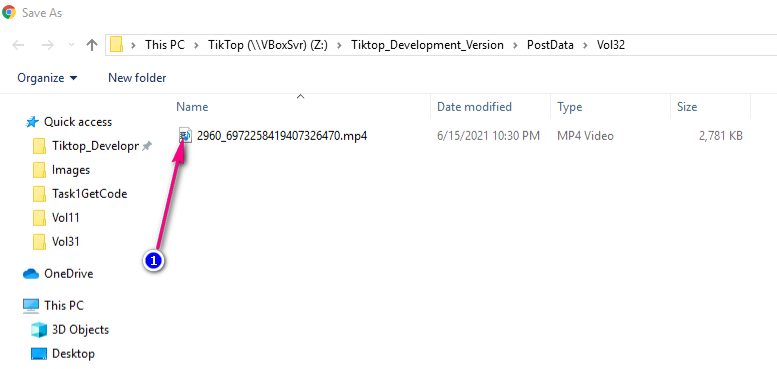 Save As
This PC > TikTop (\\VBoxSvr) (Z:) > Tiktop_Development_Version > PostData > Vol32
Organize New folder
Name Date modified Type Size
Quick access
2960_6972258419407326470.mp4 6/15/2021 10:30 PM MP4 Video 2,781 KB
Tiktop_Developr
Images
Task1GetCode
Vol11
Vol31
1
OneDrive
This PC
3D Objects
Desktop